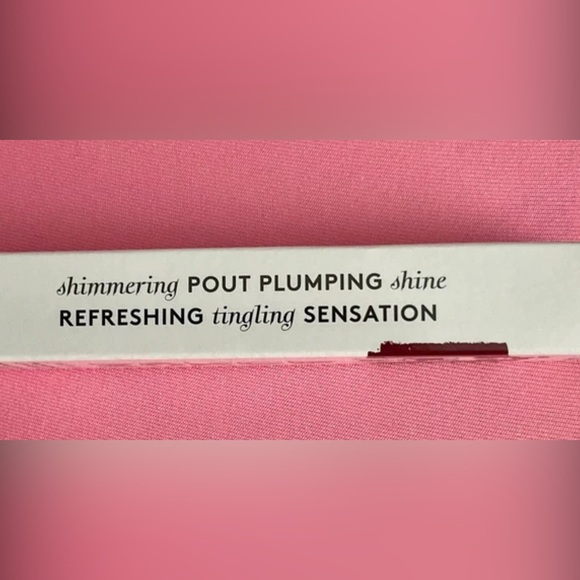 shimmering POUT PLUMPING shine
REFRESHING tingling SENSATION